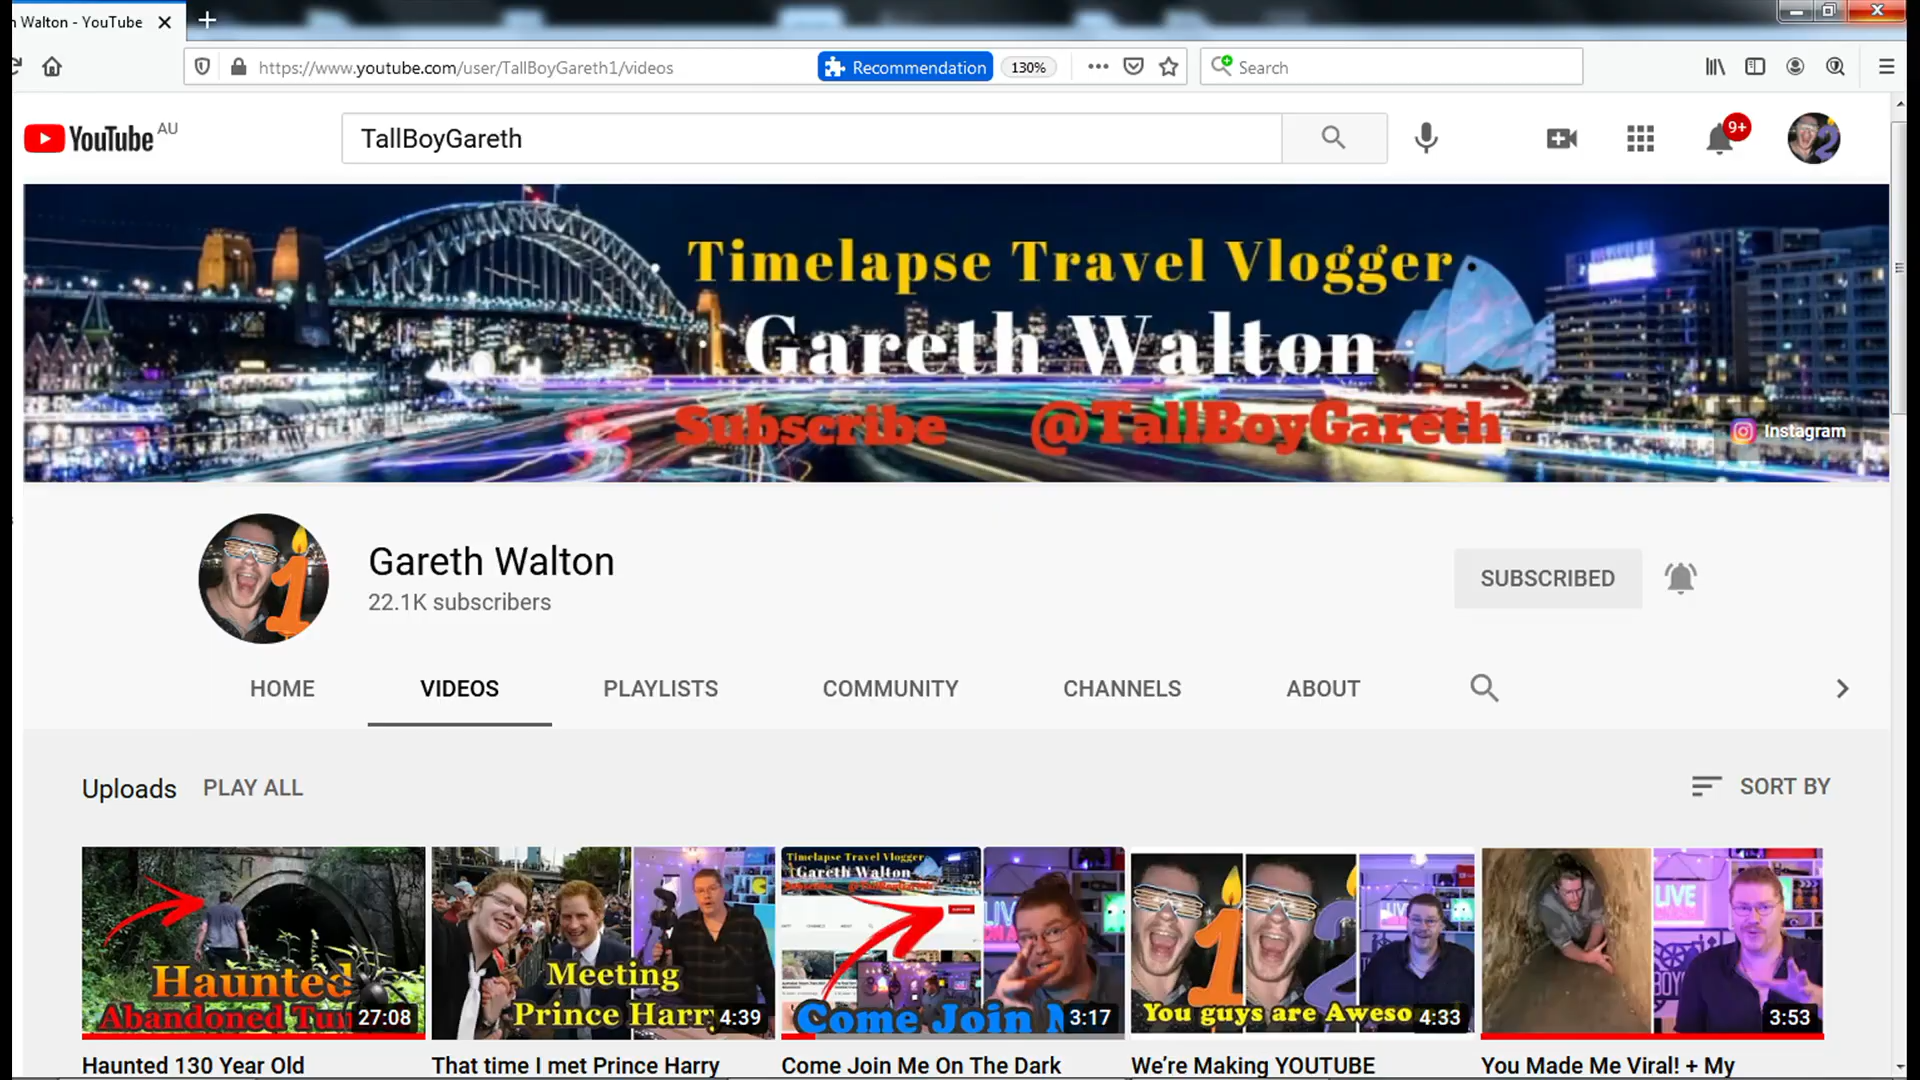 n Walton - YouTube
https://www.youtube.com/user/TallBoyGareth1/videos
Recommendation
130%
Search
YouTube AU
TallBoyGareth
9+
Timelapse Travel Vlogger
Gareth Walton
Subscribe @TallBoyGareth
Instagram
Gareth Walton
22.1K subscribers
SUBSCRIBED
HOME VIDEOS PLAYLISTS COMMUNITY CHANNELS ABOUT
Uploads PLAY ALL
SORT BY
Haunted
Abandoned Tun
27:08
Meeting
Prince Harry
4:39
Timelapse Travel Vlogger
Gareth Walton
Come Join M
3:17
You guys are Aweso
4:33
LIVE
3:53
Haunted 130 Year Old
That time I met Prince Harry
Come Join Me On The Dark
We're Making YOUTUBE
You Made Me Viral! + My